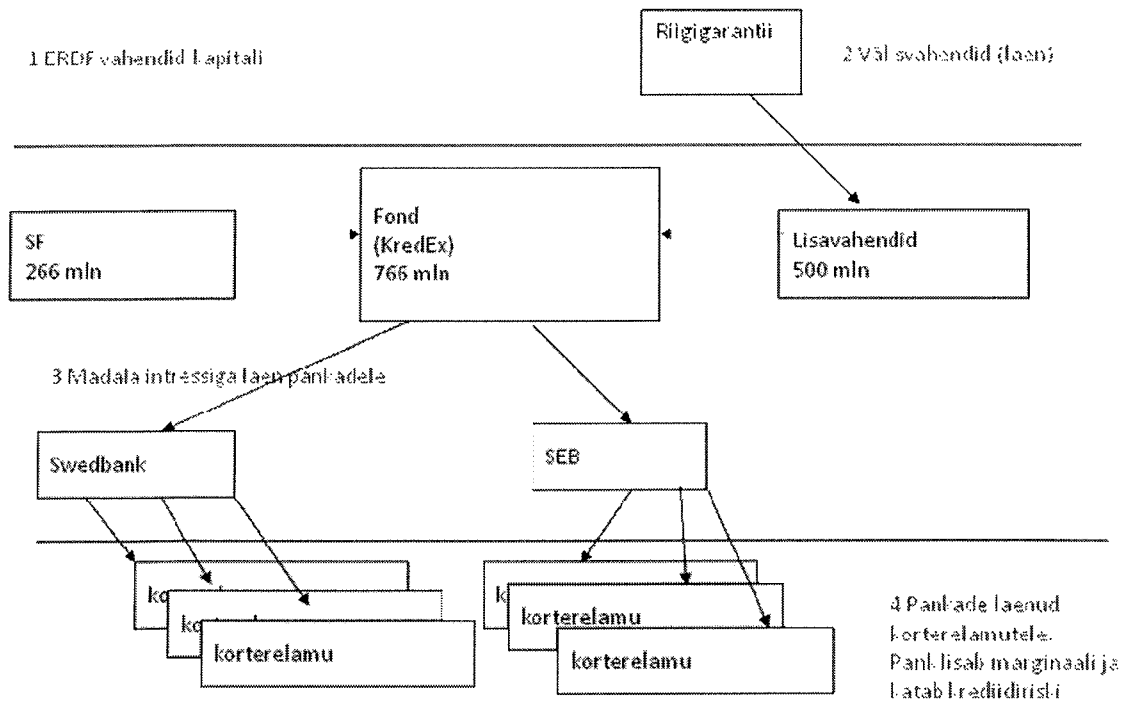 1 ERDF vahendid kapitali
Riigigarantii
2 Välisvahendid (laen)
SF
266 mln
Fond
(KredEx)
766 mln
Lisavahendid
500 mln
3 Madala intressiga laen pankadele
Swedbank
SEB
ko
ko
korterelamu
k
korterelamu
korterelamu
4 Pankade laenud
korterelamutele.
Pank lisab marginaali ja
katab krediidiriski